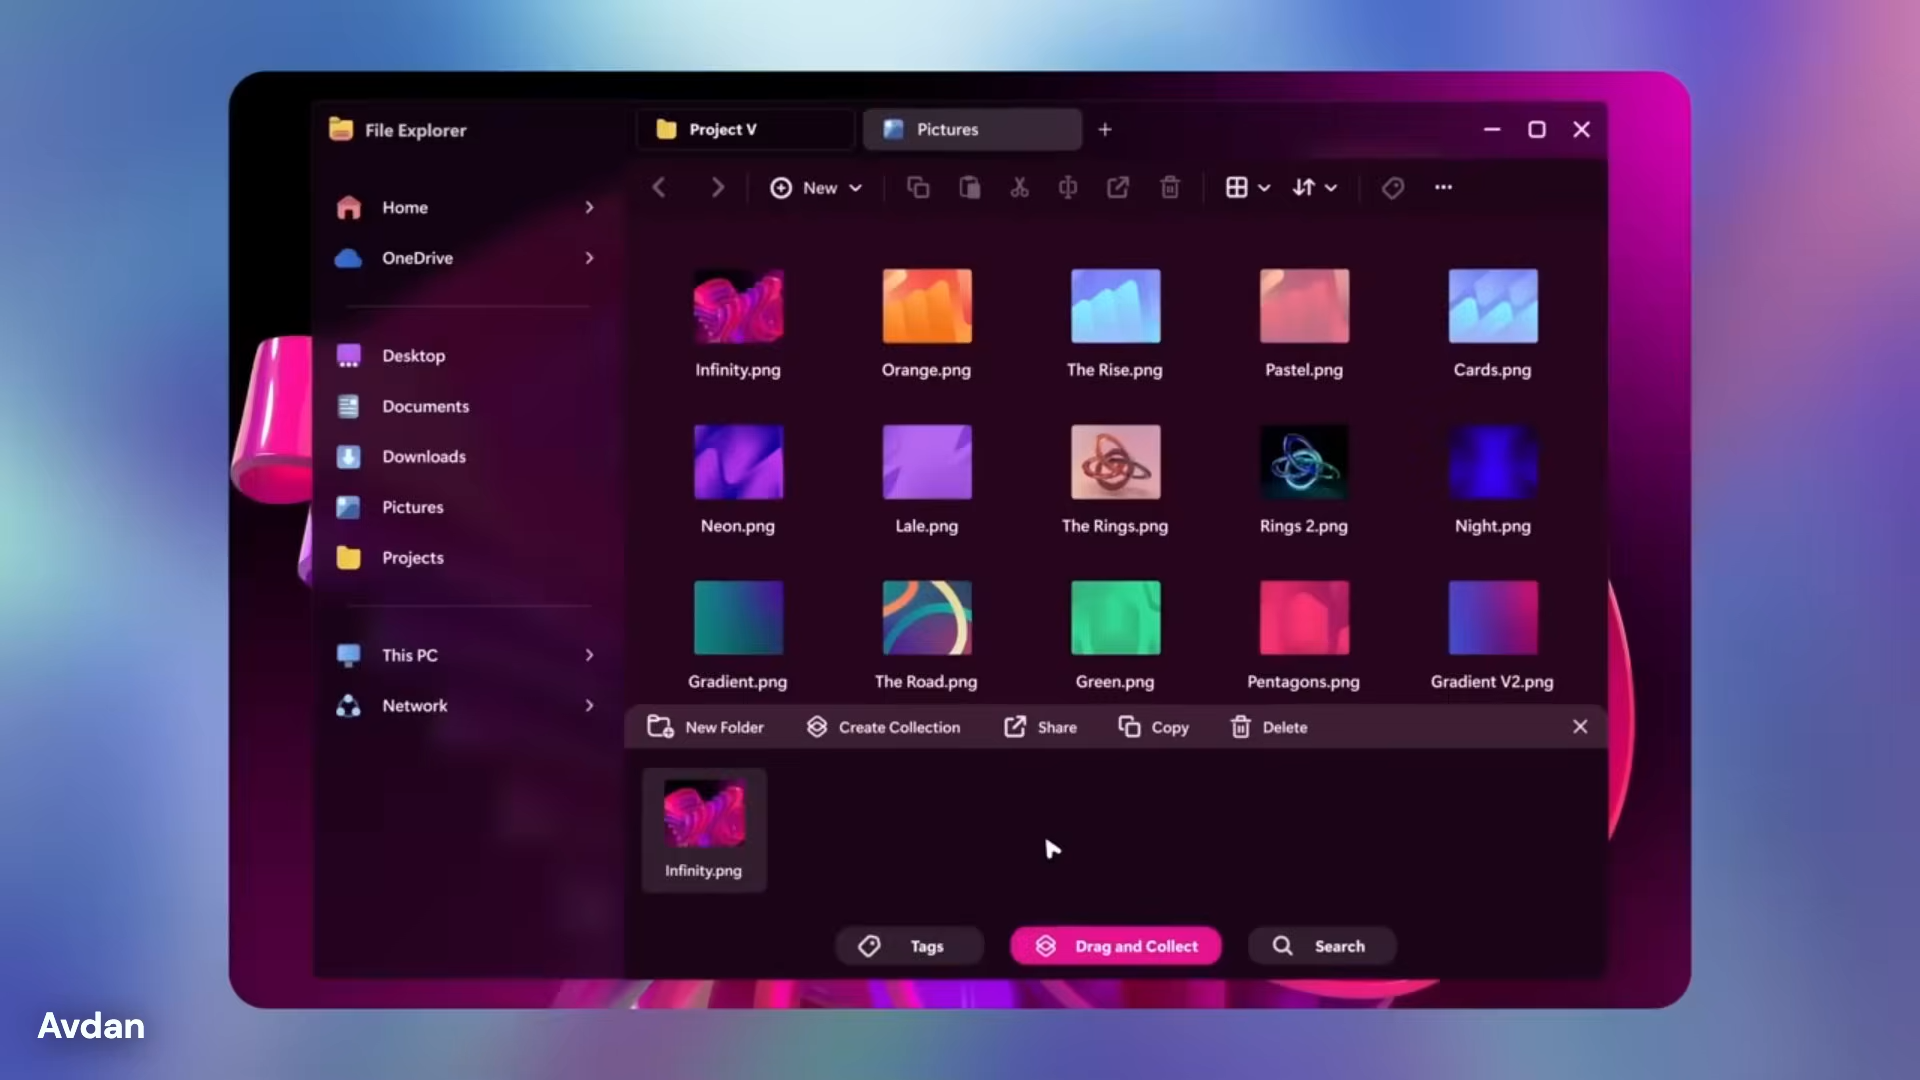 File Explorer
Project V
Pictures
New
Home
OneDrive
Desktop
Documents
Downloads
Pictures
Projects
This PC
Network
Infinity.png
Orange.png
The Rise.png
Pastel.png
Cards.png
Neon.png
Lale.png
The Rings.png
Rings 2.png
Night.png
Gradient.png
The Road.png
Green.png
Pentagons.png
Gradient V2.png
New Folder
Create Collection
Share
Copy
Delete
Infinity.png
Tags
Drag and Collect
Search
Avdan